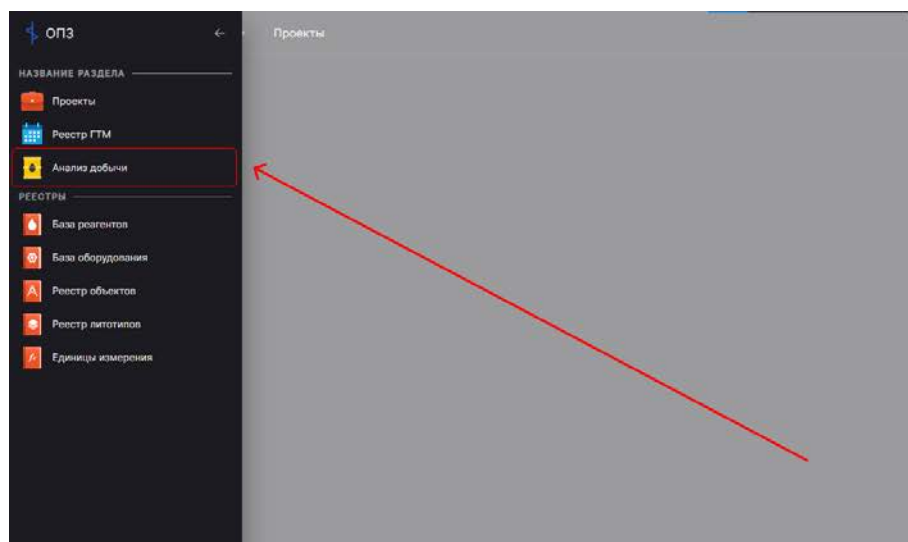 ОПЗ
Проекты
НАЗВАНИЕ РАЗДЕЛА
Проекты
Реестр ГТМ
Анализ добычи
РЕЕСТРЫ
База реагентов
База оборудования
Реестр объектов
Реестр литотипов
Единицы измерения